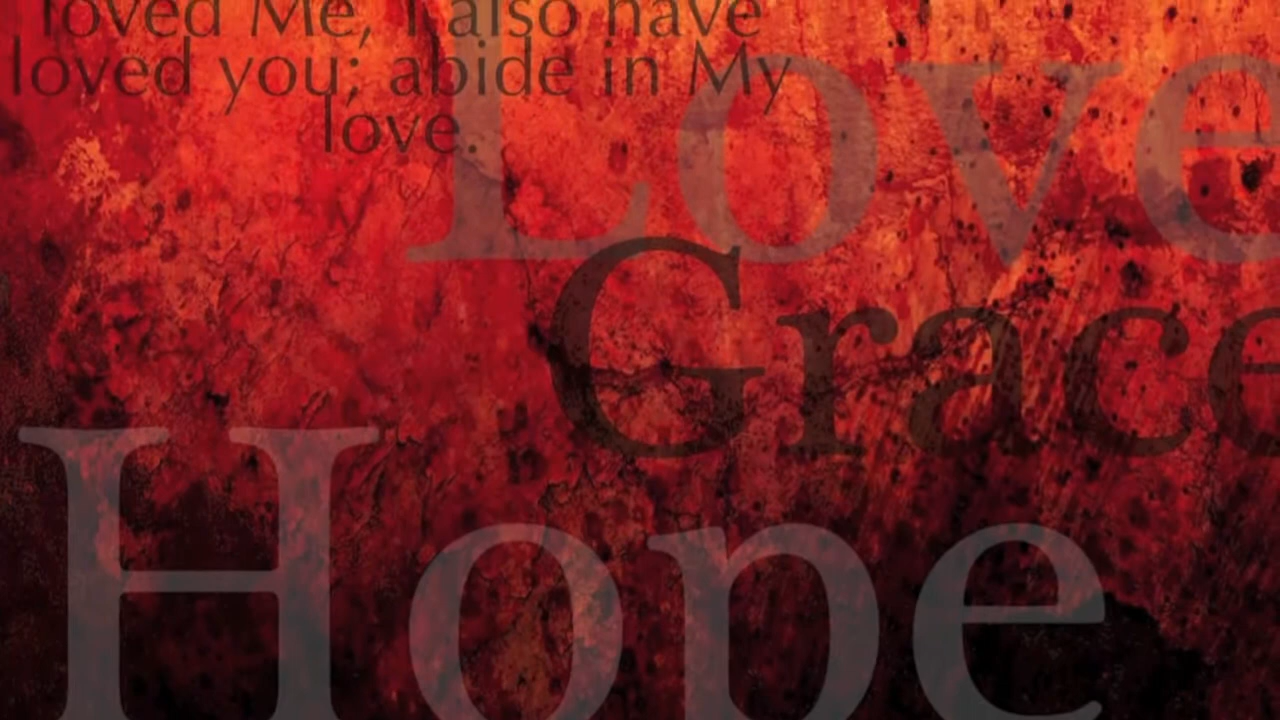 loved Me, I also have
loved you; abide in My
love.
Love
Grace
Hope